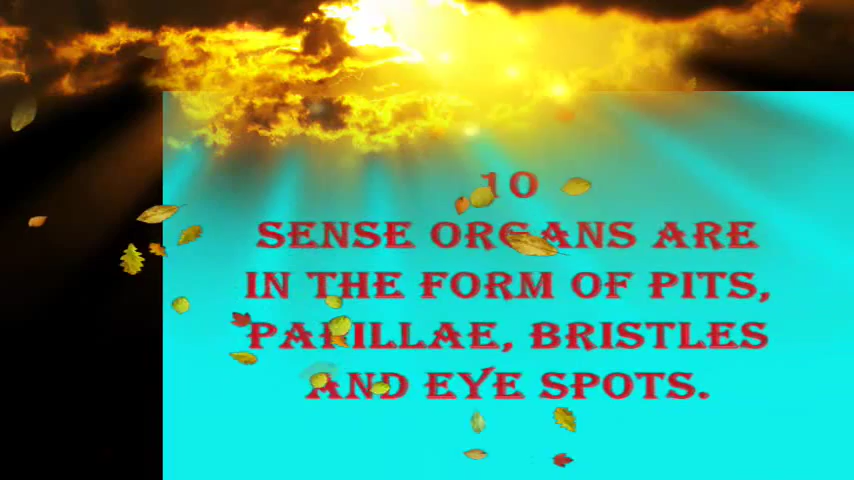 10
SENSE ORGANS ARE
IN THE FORM OF PITS,
PAPILLAE, BRISTLES
AND EYE SPOTS.